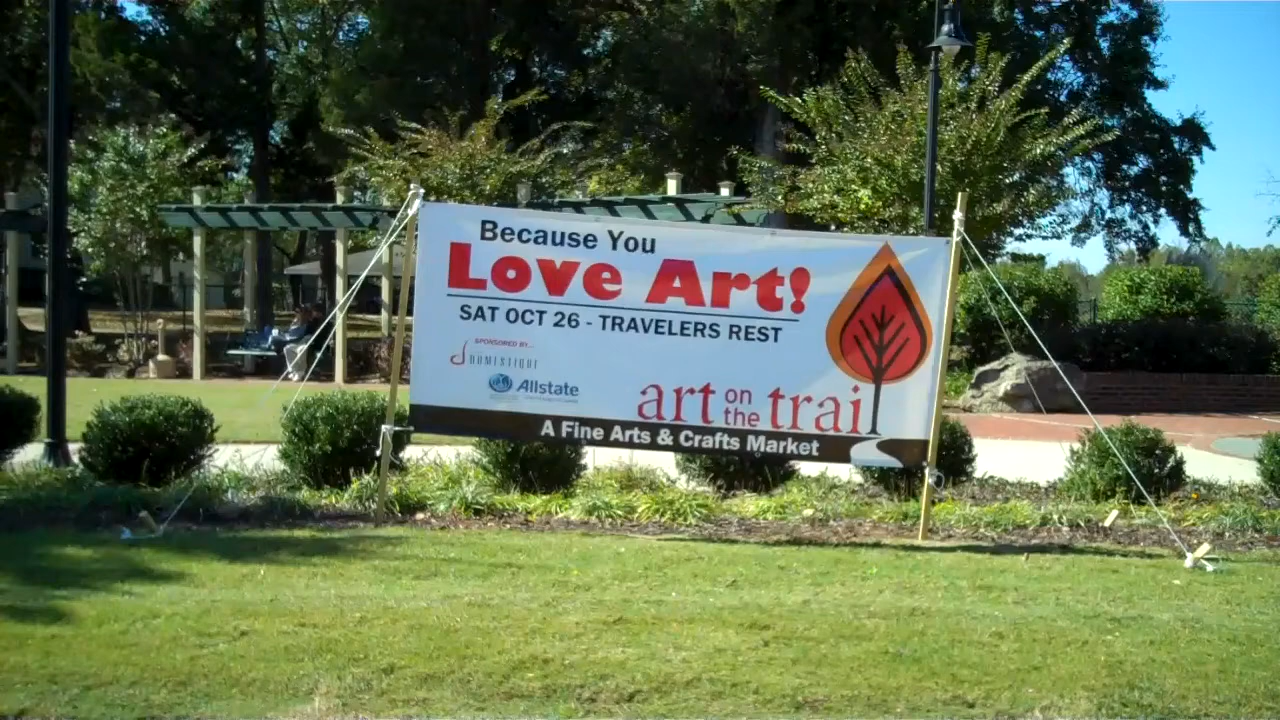 Because You
Love Art!
SAT OCT 26 - TRAVELERS REST
SPONSORED BY...
DOMESTIQUE
Allstate
art on the trail
A Fine Arts & Crafts Market